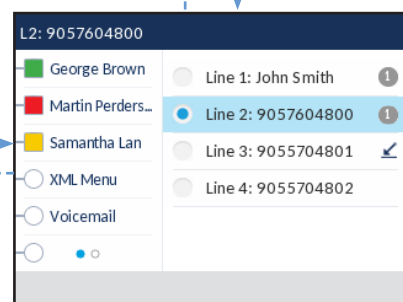 L2: 9057604800
George Brown
Martin Perders...
Samantha Lan
XML Menu
Voicemail
Line 1: John Smith 1
Line 2: 9057604800 1
Line 3: 9055704801
Line 4: 9055704802